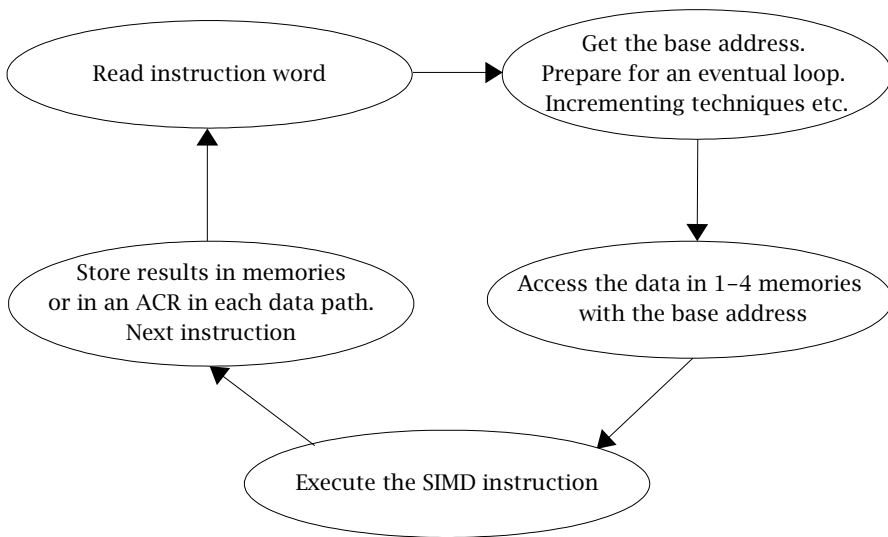 Read instruction word
Get the base address.
Prepare for an eventual loop.
Incrementing techniques etc.
Access the data in 1–4 memories
with the base address
Execute the SIMD instruction
Store results in memories
or in an ACR in each data path.
Next instruction